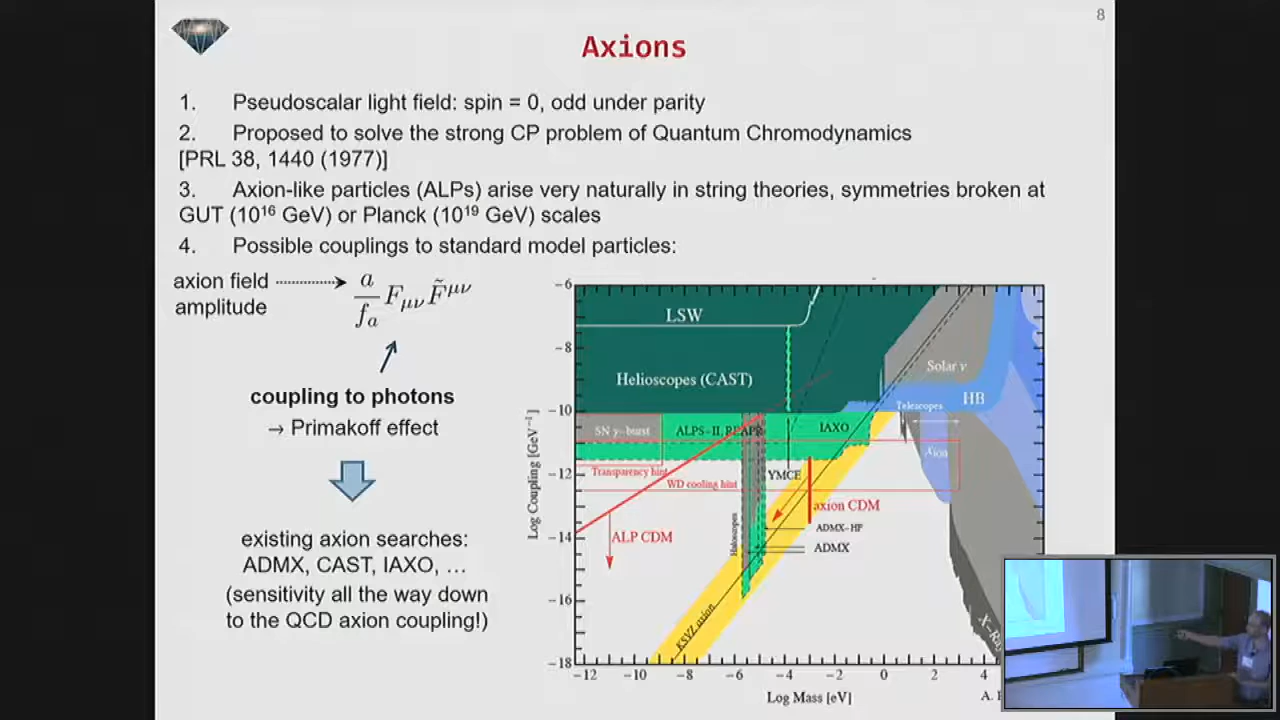 8
Axions
1. Pseudoscalar light field: spin = 0, odd under parity
2. Proposed to solve the strong CP problem of Quantum Chromodynamics
[PRL 38, 1440 (1977)]
3. Axion-like particles (ALPs) arise very naturally in string theories, symmetries broken at
GUT (10¹⁶ GeV) or Planck (10¹⁹ GeV) scales
4. Possible couplings to standard model particles:
axion field
amplitude
a/fₐ F_μν F̃^μν
coupling to photons
→ Primakoff effect
existing axion searches:
ADMX, CAST, IAXO, …
(sensitivity all the way down
to the QCD axion coupling!)
LSW
Helioscopes (CAST)
Solar ν
HB
Telescopes
SN γ-burst
ALPS-II, REAPR
IAXO
Transparency hint
WD cooling hint
YMCE
axion CDM
ALP CDM
Haloscopes
ADMX-HF
ADMX
KSVZ axion
X-Ray
Log Coupling [GeV⁻¹]
-6
-8
-10
-12
-14
-16
-18
-12 -10 -8 -6 -4 -2 0 2 4
Log Mass [eV]